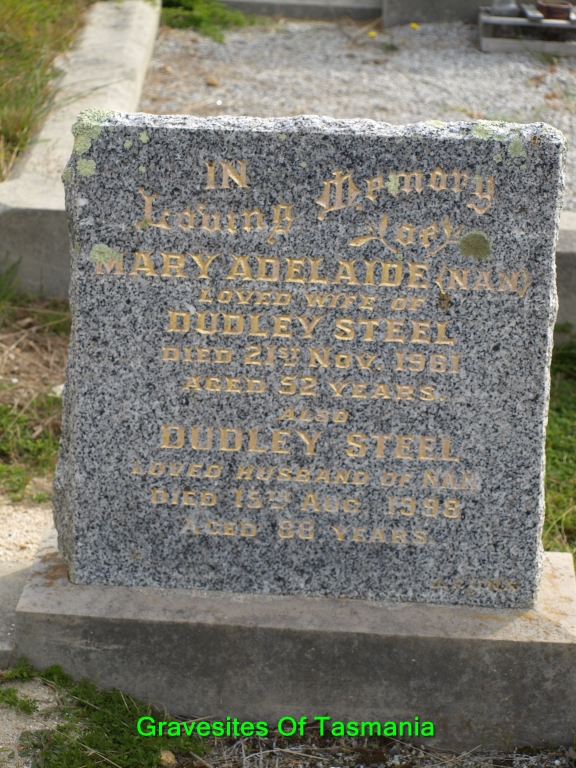 IN
Loving Memory
of
MARY ADELAIDE (NAN)
LOVED WIFE OF
DUDLEY STEEL
DIED 21ST NOV. 1961
AGED 52 YEARS.
ALSO
DUDLEY STEEL
LOVED HUSBAND OF NAN
DIED 15TH AUG. 1998
AGED 88 YEARS
Gravesites Of Tasmania